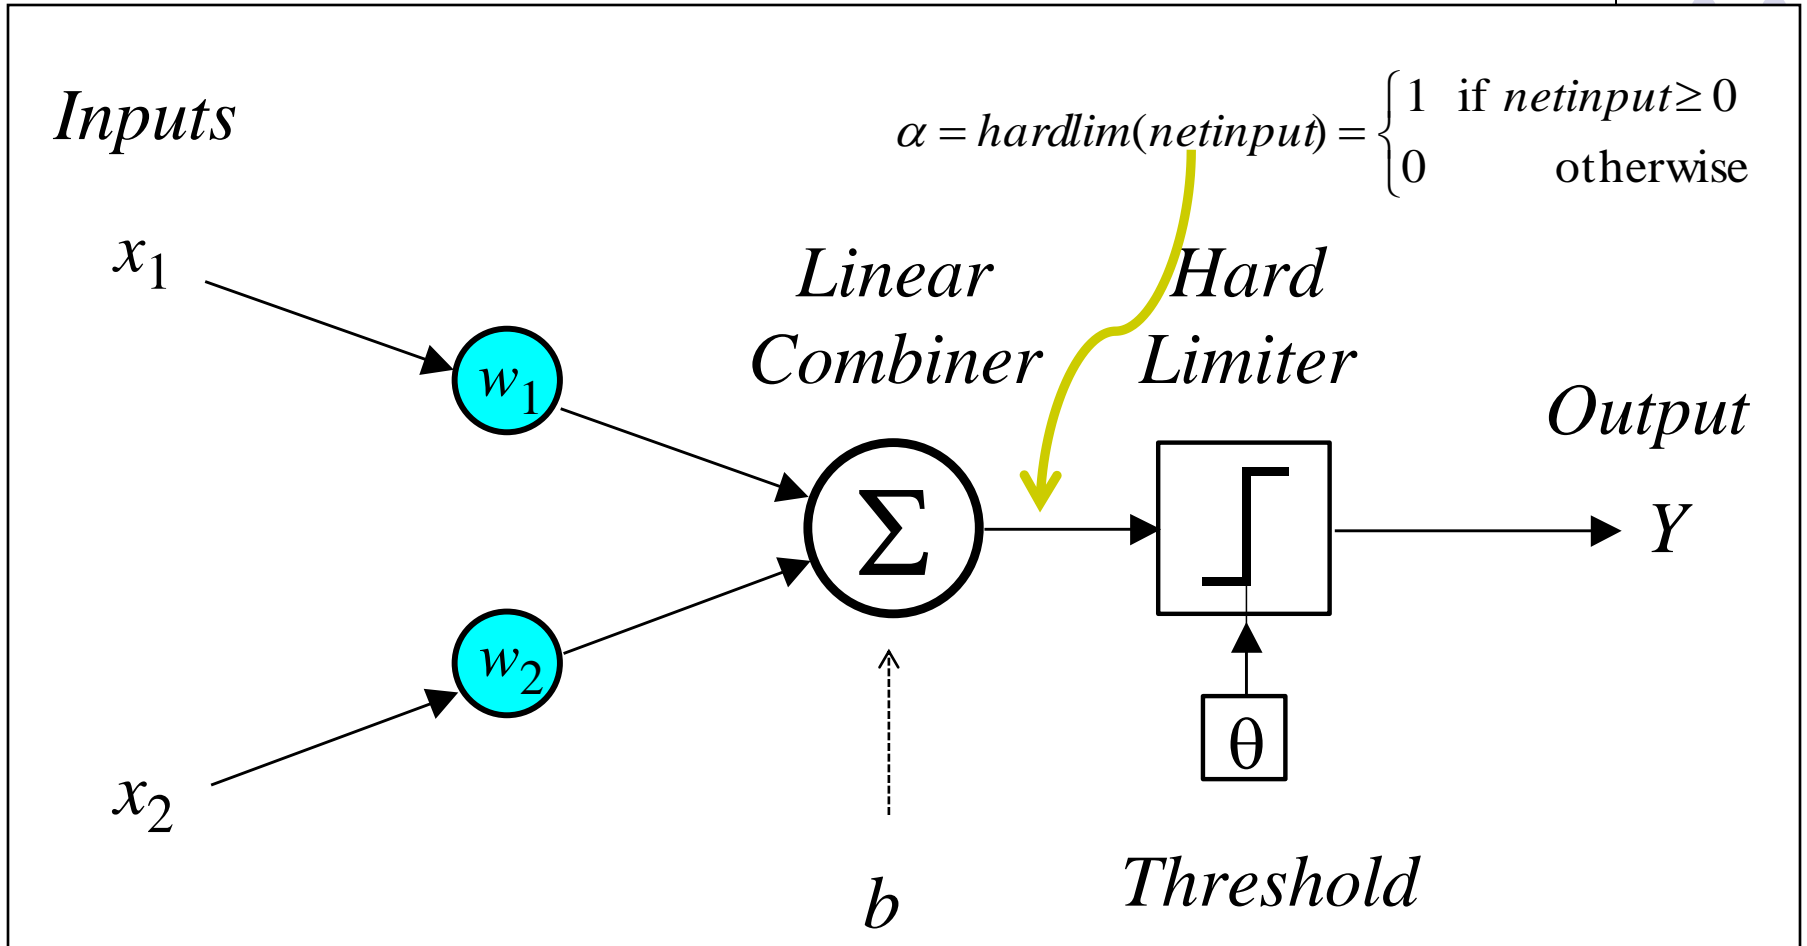 Inputs
α = hardlim(netinput) = { 1 if netinput ≥ 0
0 otherwise
x₁
Linear Combiner
Hard Limiter
w₁
Output
Σ
Y
w₂
θ
x₂
b
Threshold